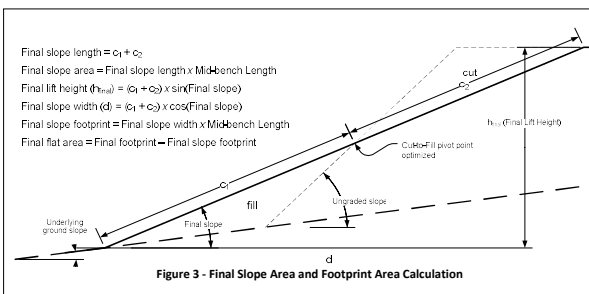 Final slope length = c1 + c2
Final slope area = Final slope length x Mid-bench Length
Final lift height (hfinal) = (c1 + c2) x sin(Final slope)
Final slope width (d) = (c1 + c2) x cos(Final slope)
Final slope footprint = Final slope width x Mid-bench Length
Final flat area = Final footprint – Final slope footprint
cut
c2
hfinal (Final Lift Height)
Cut-to-Fill pivot point
optimized
c1
fill
Ungraded slope
Final slope
Underlying
ground slope
d
Figure 3 - Final Slope Area and Footprint Area Calculation